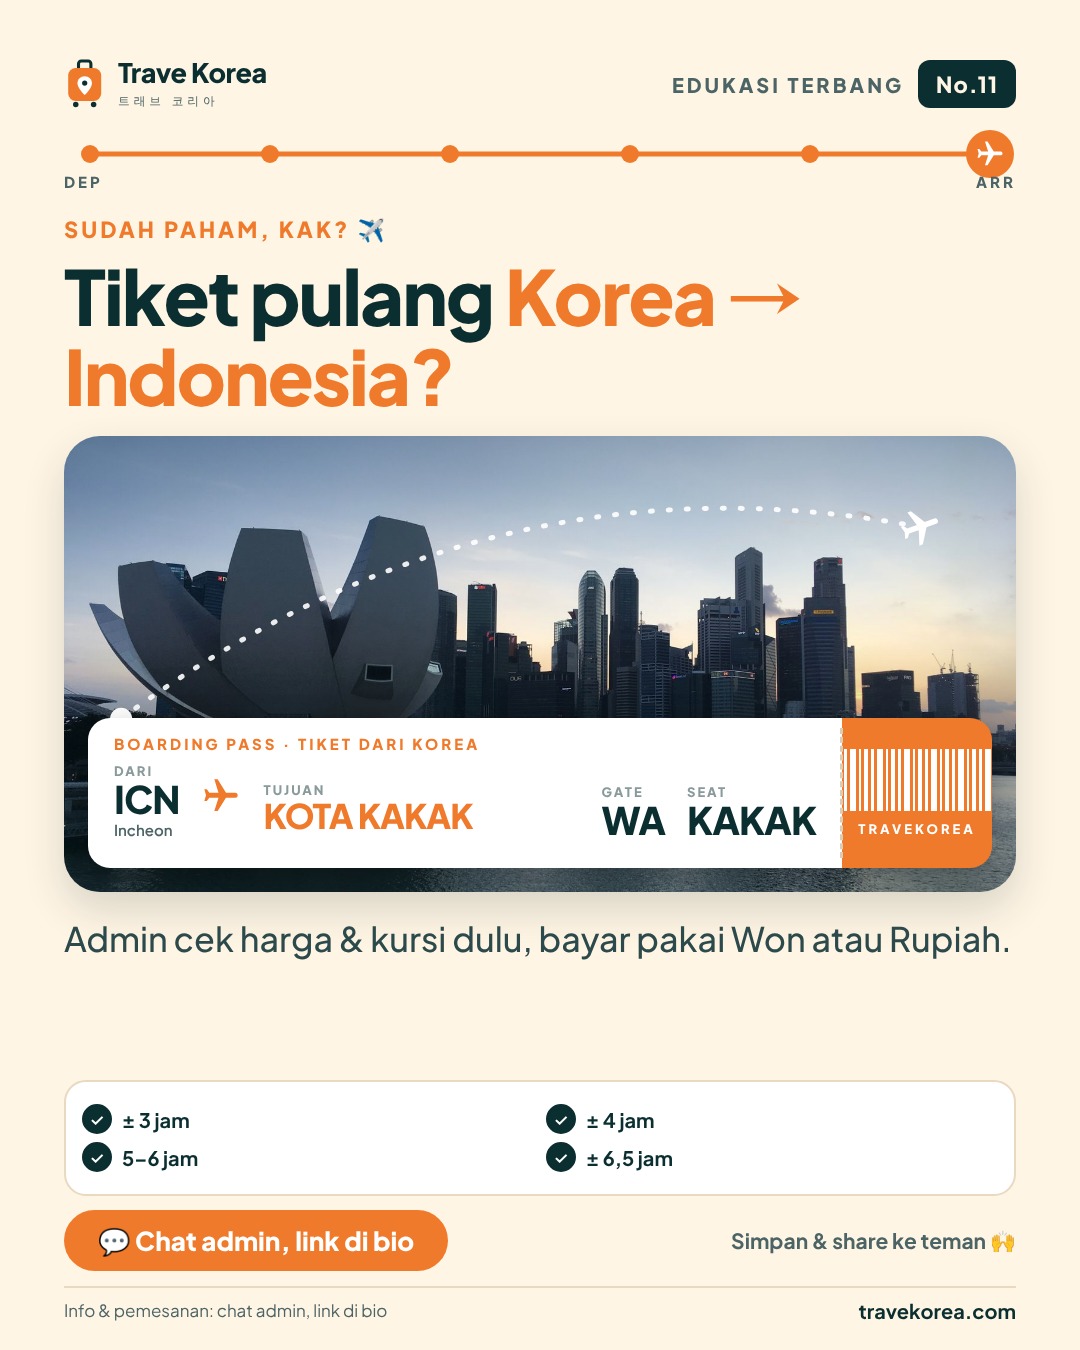 Trave Korea
트래브 코리아
EDUKASI TERBANG
No.11
DEP
ARR
SUDAH PAHAM, KAK? ✈️
Tiket pulang Korea →
Indonesia?
BOARDING PASS · TIKET DARI KOREA
DARI
ICN
Incheon
TUJUAN
KOTA KAKAK
GATE
WA
SEAT
KAKAK
TRAVEKOREA
Admin cek harga & kursi dulu, bayar pakai Won atau Rupiah.
± 3 jam
± 4 jam
5–6 jam
± 6,5 jam
💬 Chat admin, link di bio
Simpan & share ke teman 🙌
Info & pemesanan: chat admin, link di bio
travekorea.com